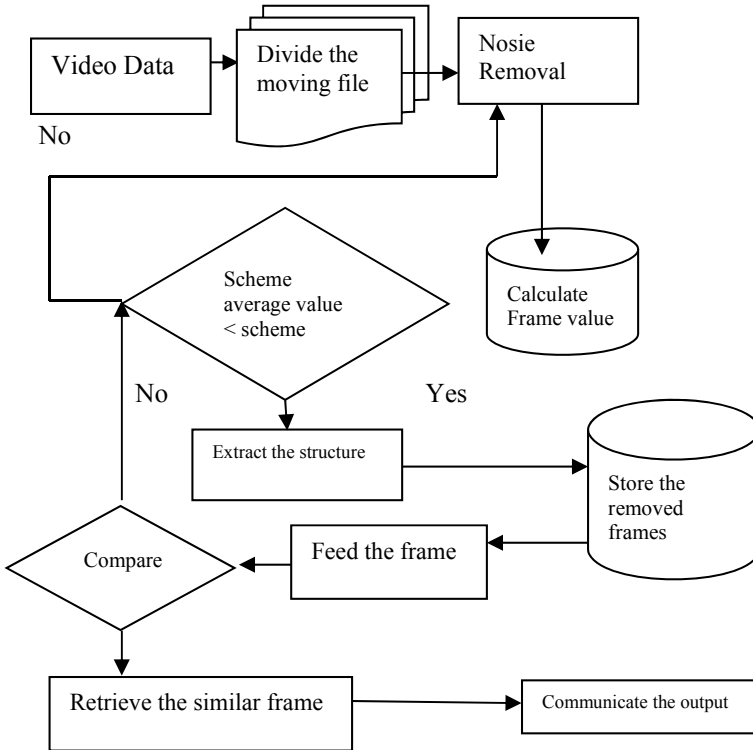 Video Data
Divide the
moving file
Nosie
Removal
No
Scheme
average value
< scheme
Calculate
Frame value
No
Yes
Extract the structure
Store the
removed
frames
Feed the frame
Compare
Retrieve the similar frame
Communicate the output